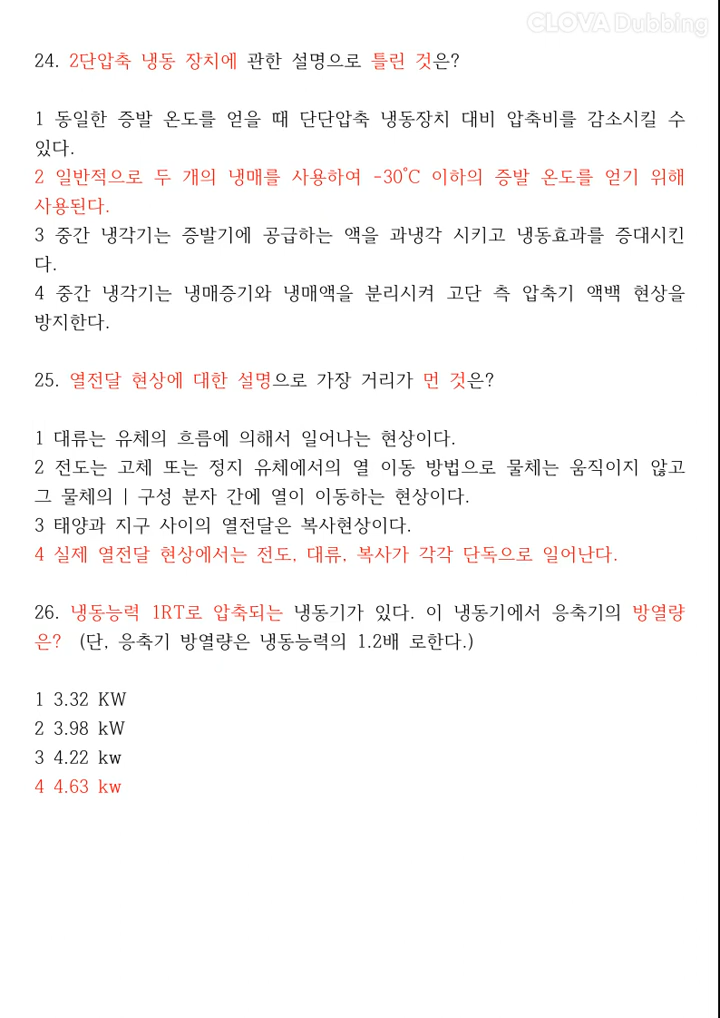 CLOVA Dubbing
24. 2단압축 냉동 장치에 관한 설명으로 틀린 것은?
1 동일한 증발 온도를 얻을 때 단단압축 냉동장치 대비 압축비를 감소시킬 수
있다.
2 일반적으로 두 개의 냉매를 사용하여 -30℃ 이하의 증발 온도를 얻기 위해
사용된다.
3 중간 냉각기는 증발기에 공급하는 액을 과냉각 시키고 냉동효과를 증대시킨
다.
4 중간 냉각기는 냉매증기와 냉매액을 분리시켜 고단 측 압축기 액백 현상을
방지한다.
25. 열전달 현상에 대한 설명으로 가장 거리가 먼 것은?
1 대류는 유체의 흐름에 의해서 일어나는 현상이다.
2 전도는 고체 또는 정지 유체에서의 열 이동 방법으로 물체는 움직이지 않고
그 물체의 | 구성 분자 간에 열이 이동하는 현상이다.
3 태양과 지구 사이의 열전달은 복사현상이다.
4 실제 열전달 현상에서는 전도, 대류, 복사가 각각 단독으로 일어난다.
26. 냉동능력 1RT로 압축되는 냉동기가 있다. 이 냉동기에서 응축기의 방열량
은? (단, 응축기 방열량은 냉동능력의 1.2배 로한다.)
1 3.32 KW
2 3.98 kW
3 4.22 kw
4 4.63 kw